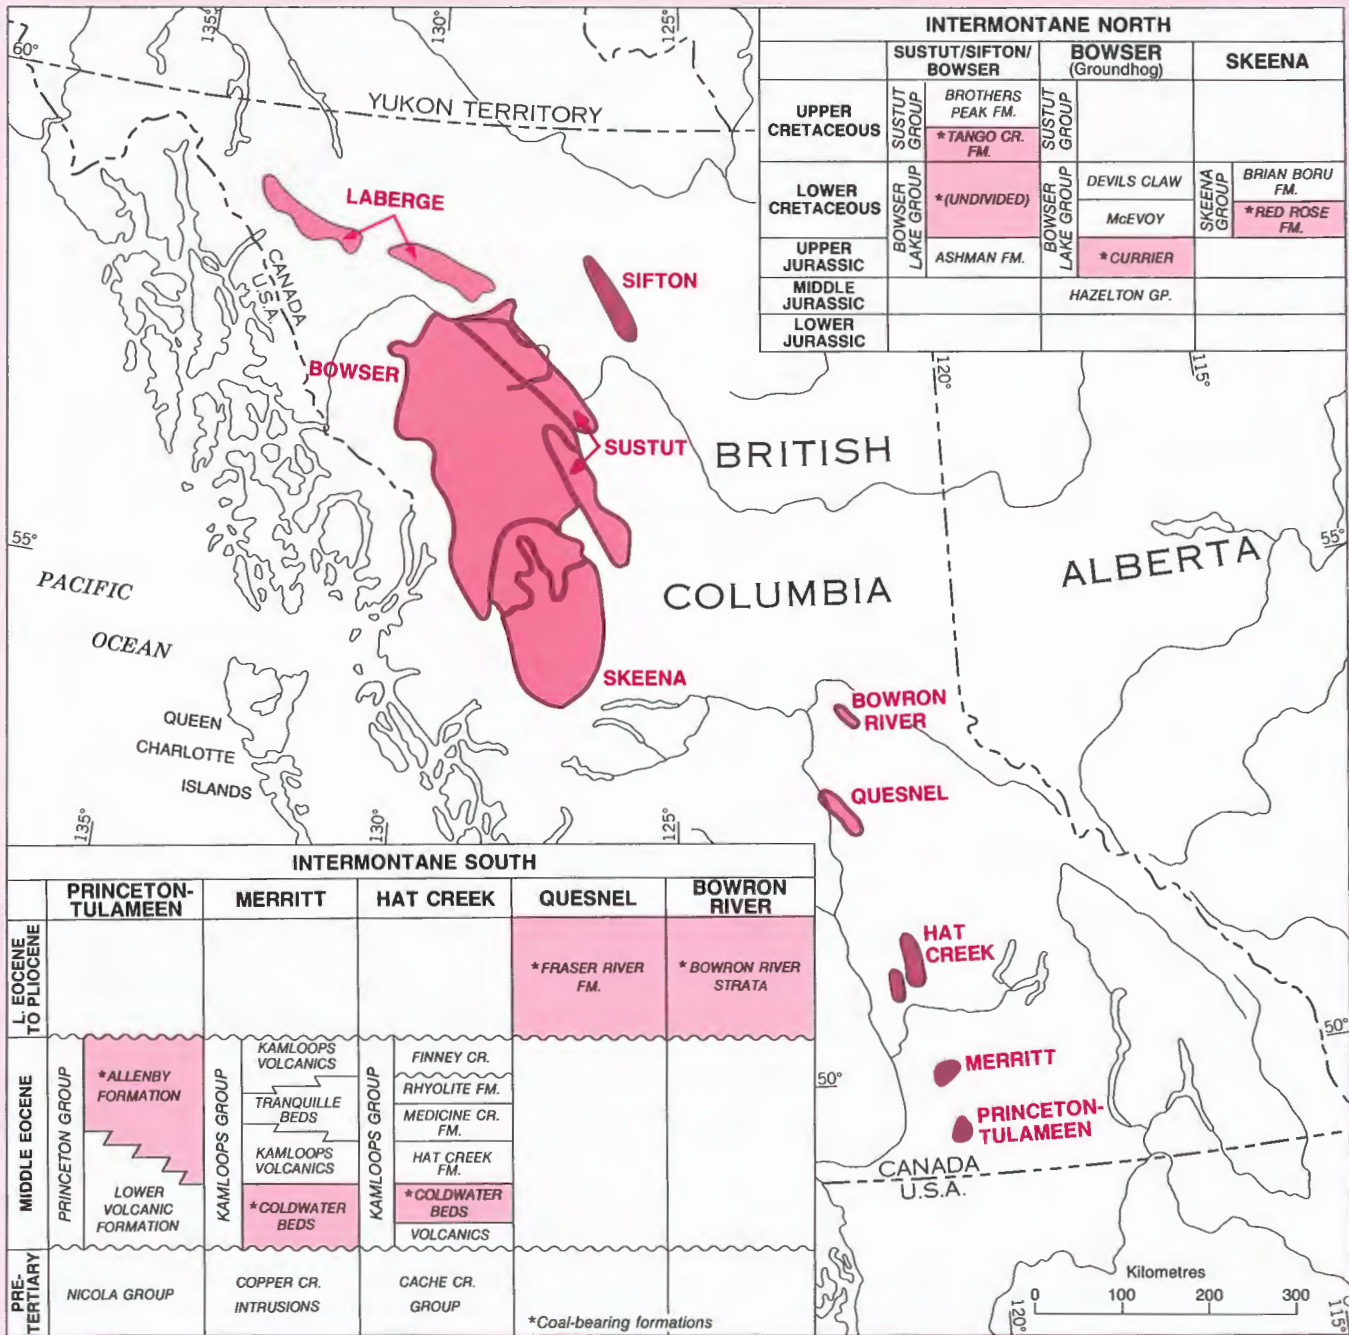 135°
130°
125°
60°
YUKON TERRITORY
INTERMONTANE NORTH
SUSTUT/SIFTON/
BOWSER
BOWSER
(Groundhog)
SKEENA
UPPER
CRETACEOUS
SUSTUT
GROUP
BROTHERS
PEAK FM.
*TANGO CR.
FM.
SUSTUT
GROUP
LOWER
CRETACEOUS
BOWSER
LAKE GROUP
*(UNDIVIDED)
BOWSER
LAKE GROUP
DEVILS CLAW
McEVOY
SKEENA
GROUP
BRIAN BORU
FM.
*RED ROSE
FM.
UPPER
JURASSIC
ASHMAN FM.
*CURRIER
MIDDLE
JURASSIC
HAZELTON GP.
LOWER
JURASSIC
LABERGE
CANADA
U.S.A.
SIFTON
BOWSER
SUSTUT
120°
115°
BRITISH
COLUMBIA
ALBERTA
55°
55°
PACIFIC
OCEAN
SKEENA
QUEEN
CHARLOTTE
ISLANDS
BOWRON
RIVER
QUESNEL
135°
130°
125°
HAT
CREEK
MERRITT
PRINCETON-
TULAMEEN
50°
50°
CANADA
U.S.A.
INTERMONTANE SOUTH
PRINCETON-
TULAMEEN
MERRITT
HAT CREEK
QUESNEL
BOWRON
RIVER
L. EOCENE
TO PLIOCENE
*FRASER RIVER
FM.
*BOWRON RIVER
STRATA
MIDDLE EOCENE
PRINCETON GROUP
*ALLENBY
FORMATION
LOWER
VOLCANIC
FORMATION
KAMLOOPS GROUP
KAMLOOPS
VOLCANICS
TRANQUILLE
BEDS
KAMLOOPS
VOLCANICS
*COLDWATER
BEDS
KAMLOOPS GROUP
FINNEY CR.
RHYOLITE FM.
MEDICINE CR.
FM.
HAT CREEK
FM.
*COLDWATER
BEDS
VOLCANICS
PRE-
TERTIARY
NICOLA GROUP
COPPER CR.
INTRUSIONS
CACHE CR.
GROUP
*Coal-bearing formations
Kilometres
0 100 200 300
120°
115°